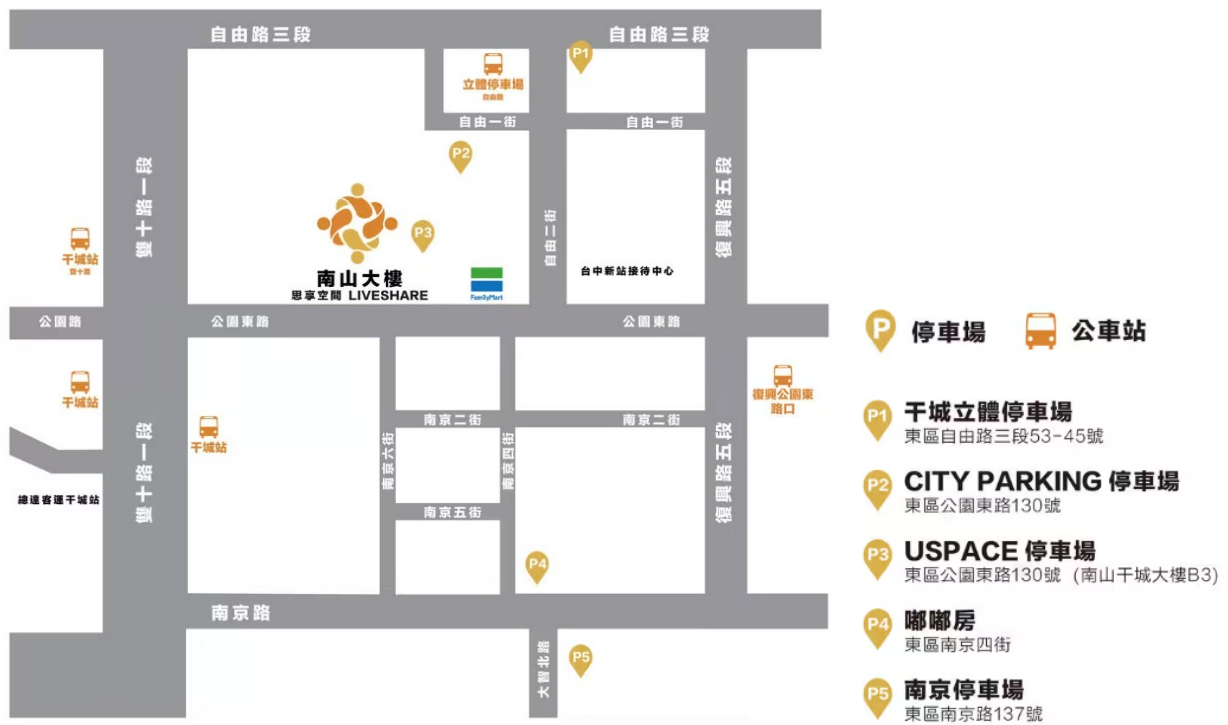 自由路三段
自由路三段
P1
立體停車場
自由路
自由一街
自由一街
P2
雙十路一段
復興路五段
自由二街
P3
干城站
雙十路
南山大樓
思享空間 LIVESHARE
FamilyMart
台中新站接待中心
公園路
公園東路
公園東路
P
停車場
公車站
干城站
復興公園東
路口
南京二街
南京二街
干城站
南京六街
南京四街
雙十路一段
復興路五段
總達客運干城站
南京五街
P4
南京路
大智北路
P5
P1
干城立體停車場
東區自由路三段53-45號
P2
CITY PARKING 停車場
東區公園東路130號
P3
USPACE 停車場
東區公園東路130號 (南山干城大樓B3)
P4
嘟嘟房
東區南京四街
P5
南京停車場
東區南京路137號